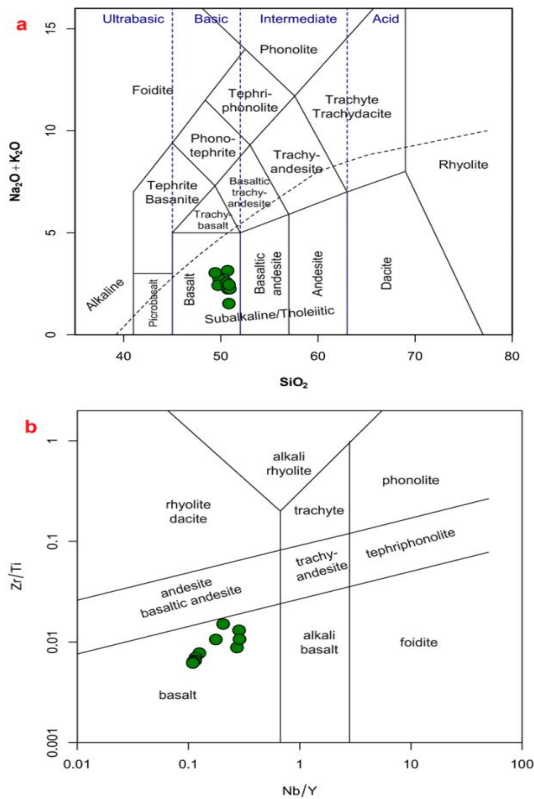 a
Ultrabasic
Basic
Intermediate
Acid
Phonolite
Foidite
Tephri-
phonolite
Trachyte
Trachydacite
Phono-
tephrite
Trachy-
andesite
Rhyolite
Tephrite
Basanite
Basaltic
trachy-
andesite
Trachy-
basalt
Alkaline
Picrobasalt
Basalt
Basaltic
andesite
Andesite
Dacite
Subalkaline/Tholeiitic
Na2O + K2O
0
5
10
15
40
50
60
70
80
SiO2
b
alkali
rhyolite
phonolite
rhyolite
dacite
trachyte
tephriphonolite
trachy-
andesite
andesite
basaltic andesite
alkali
basalt
foidite
basalt
Zr/Ti
1
0.1
0.01
0.001
0.01
0.1
1
10
100
Nb/Y